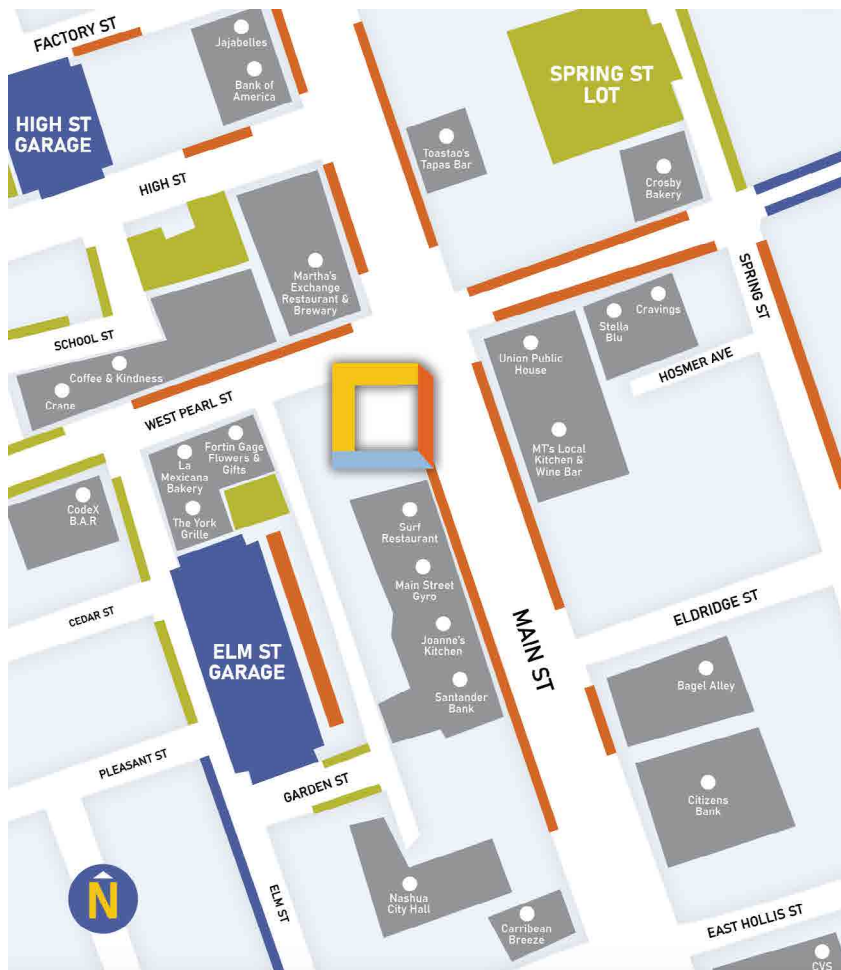 FACTORY ST
Jajabelles
Bank of
America
HIGH ST
GARAGE
HIGH ST
SPRING ST
LOT
Toastao's
Tapas Bar
Crosby
Bakery
Martha's
Exchange
Restaurant &
Brewary
SPRING ST
Cravings
Stella
Blu
Union Public
House
HOSMER AVE
SCHOOL ST
Coffee & Kindness
Crane
WEST PEARL ST
Fortin Gage
Flowers &
Gifts
La
Mexicana
Bakery
The York
Grille
MT's Local
Kitchen &
Wine Bar
CodeX
B.A.R
Surf
Restaurant
Main Street
Gyro
Joanne's
Kitchen
Santander
Bank
CEDAR ST
ELM ST
GARAGE
MAIN ST
ELDRIDGE ST
Bagel Alley
PLEASANT ST
GARDEN ST
Citizens
Bank
N
ELM ST
Nashua
City Hall
Carribean
Breeze
EAST HOLLIS ST
CVS